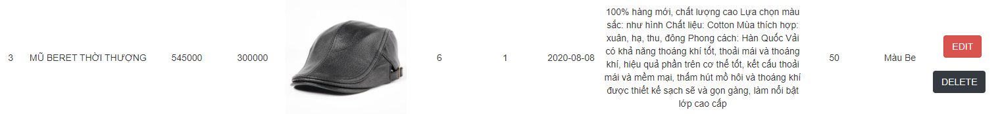 3
MŨ BERET THỜI THƯỢNG
545000
300000
6
1
2020-08-08
100% hàng mới, chất lượng cao Lựa chọn màu
sắc: như hình Chất liệu: Cotton Mùa thích hợp:
xuân, hạ, thu, đông Phong cách: Hàn Quốc Vải
có khả năng thoáng khí tốt, thoải mái và thoáng
khí, hiệu quả phần trên cơ thể tốt, kết cấu thoải
mái và mềm mại, thấm hút mồ hôi và thoáng khí
được thiết kế sạch sẽ và gọn gàng, làm nổi bật
lớp cao cấp
50
Màu Be
EDIT
DELETE